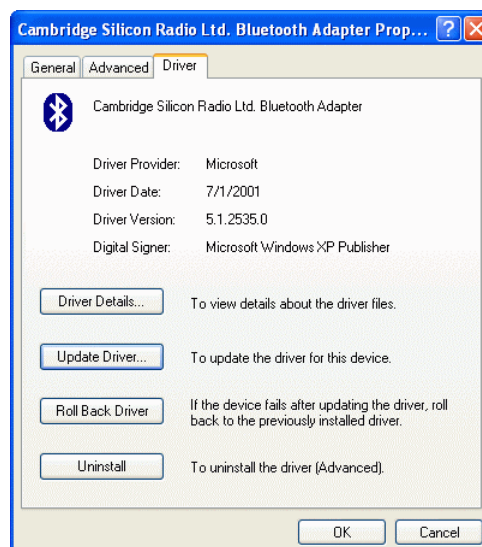 Cambridge Silicon Radio Ltd. Bluetooth Adapter Prop...
General Advanced Driver
Cambridge Silicon Radio Ltd. Bluetooth Adapter
Driver Provider: Microsoft
Driver Date: 7/1/2001
Driver Version: 5.1.2535.0
Digital Signer: Microsoft Windows XP Publisher
Driver Details... To view details about the driver files.
Update Driver... To update the driver for this device.
Roll Back Driver If the device fails after updating the driver, roll
back to the previously installed driver.
Uninstall To uninstall the driver (Advanced).
OK Cancel